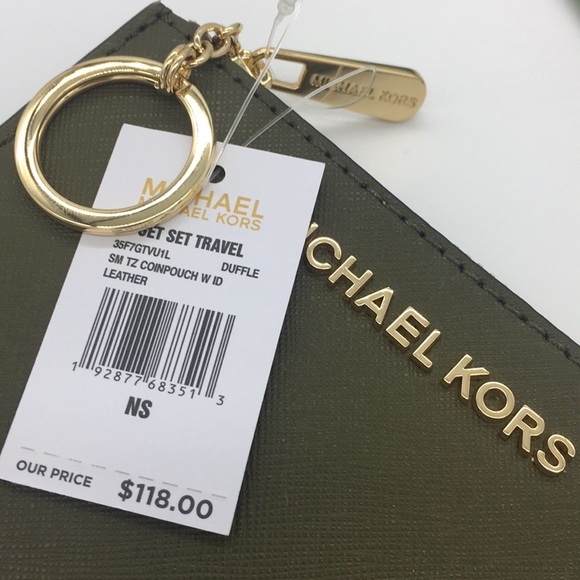 MICHAEL KORS
MICHAEL
MICHAEL KORS
JET SET TRAVEL
35F7GTVU1L DUFFLE
SM TZ COINPOUCH W ID
LEATHER
1 92877 68351 3
NS
OUR PRICE $118.00
MICHAEL KORS